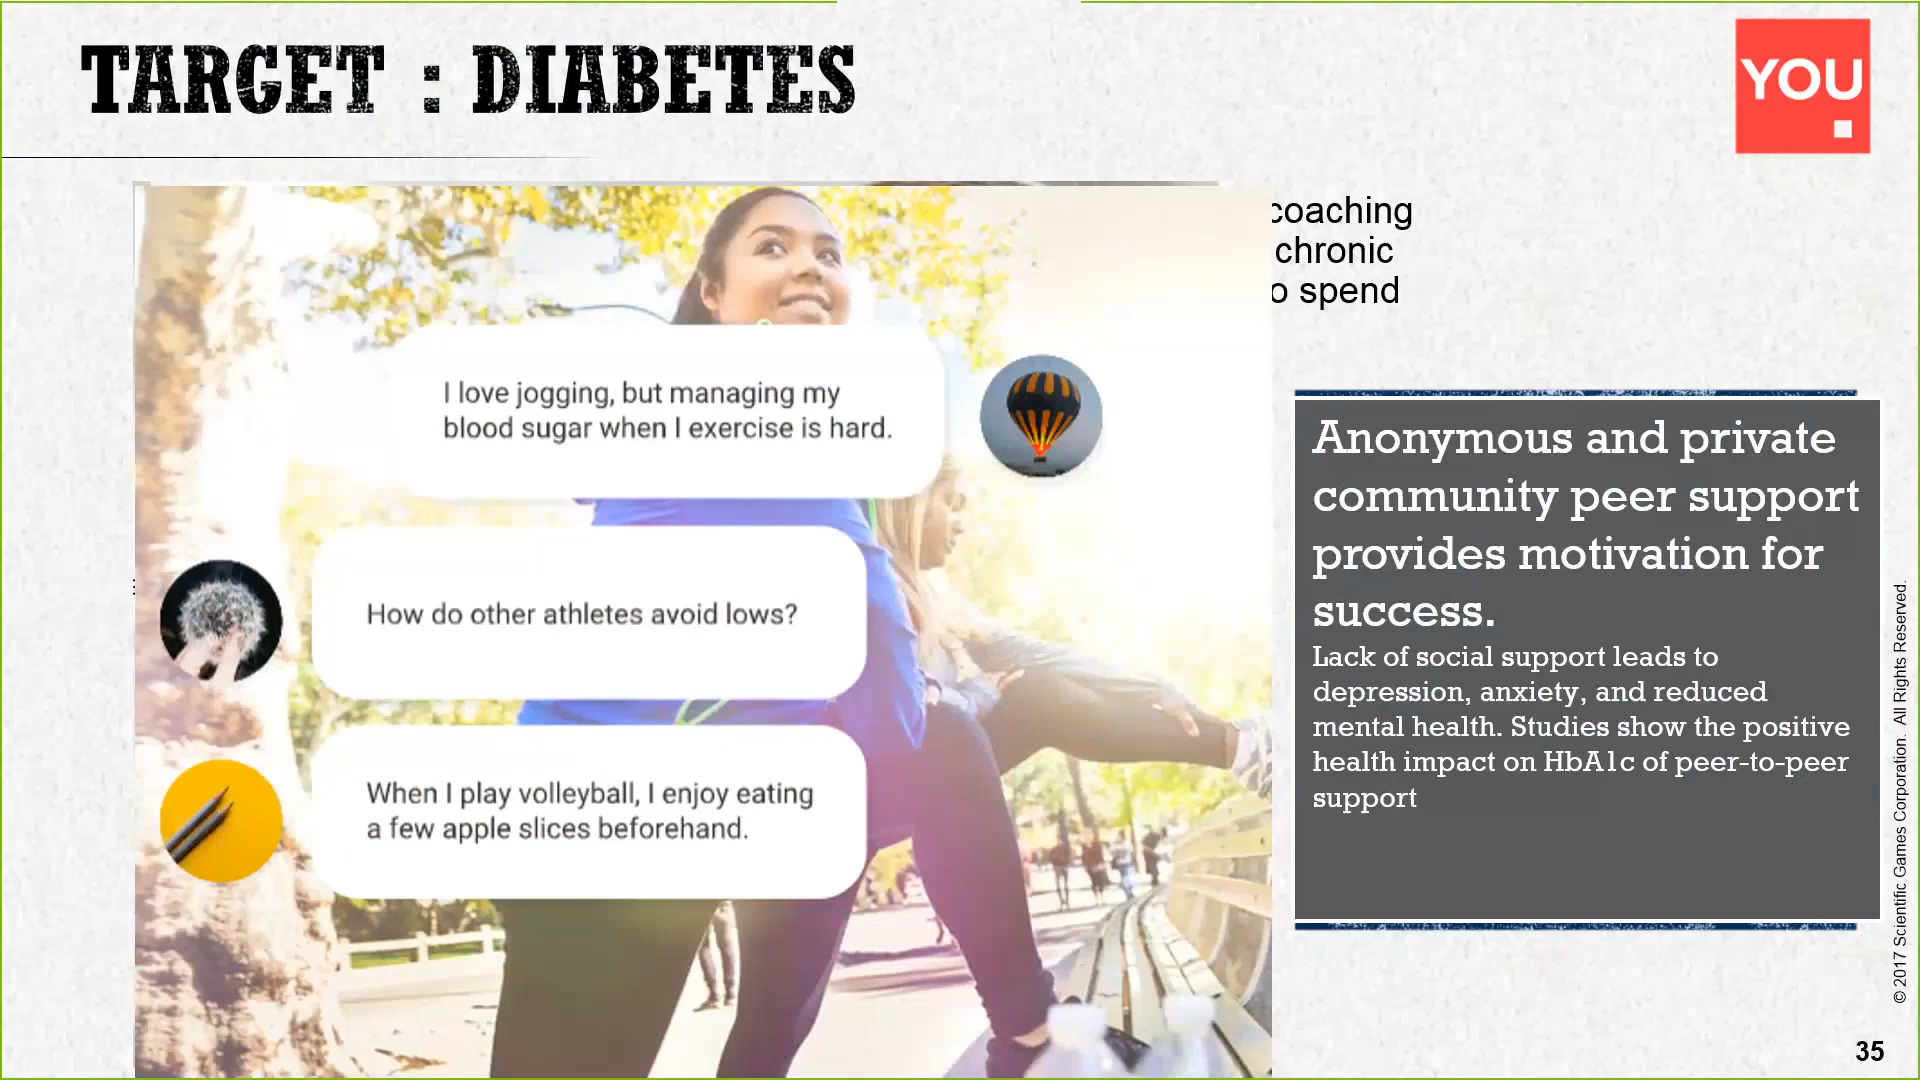 TARGET : DIABETES
YOU
coaching
chronic
o spend
I love jogging, but managing my
blood sugar when I exercise is hard.
How do other athletes avoid lows?
When I play volleyball, I enjoy eating
a few apple slices beforehand.
Anonymous and private
community peer support
provides motivation for
success.
Lack of social support leads to
depression, anxiety, and reduced
mental health. Studies show the positive
health impact on HbA1c of peer-to-peer
support
© 2017 Scientific Games Corporation. All Rights Reserved.
35